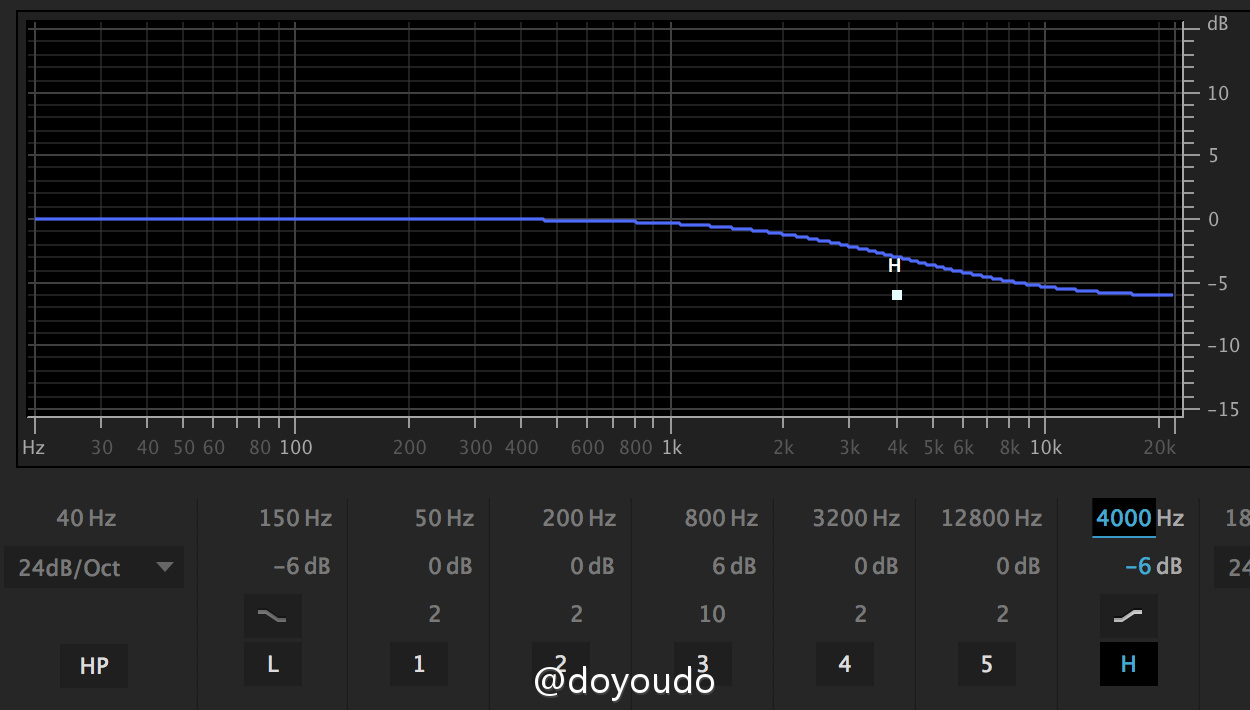 dB
10
5
0
−5
H
−10
−15
Hz 30 40 50 60 80 100 200 300 400 600 800 1k 2k 3k 4k 5k 6k 8k 10k 20k
40 Hz 150 Hz 50 Hz 200 Hz 800 Hz 3200 Hz 12800 Hz 4000 Hz 18
24dB/Oct −6 dB 0 dB 0 dB 6 dB 0 dB 0 dB −6 dB 24
2 2 10 2 2
HP L 1 2 3 4 5 H
@doyoudo